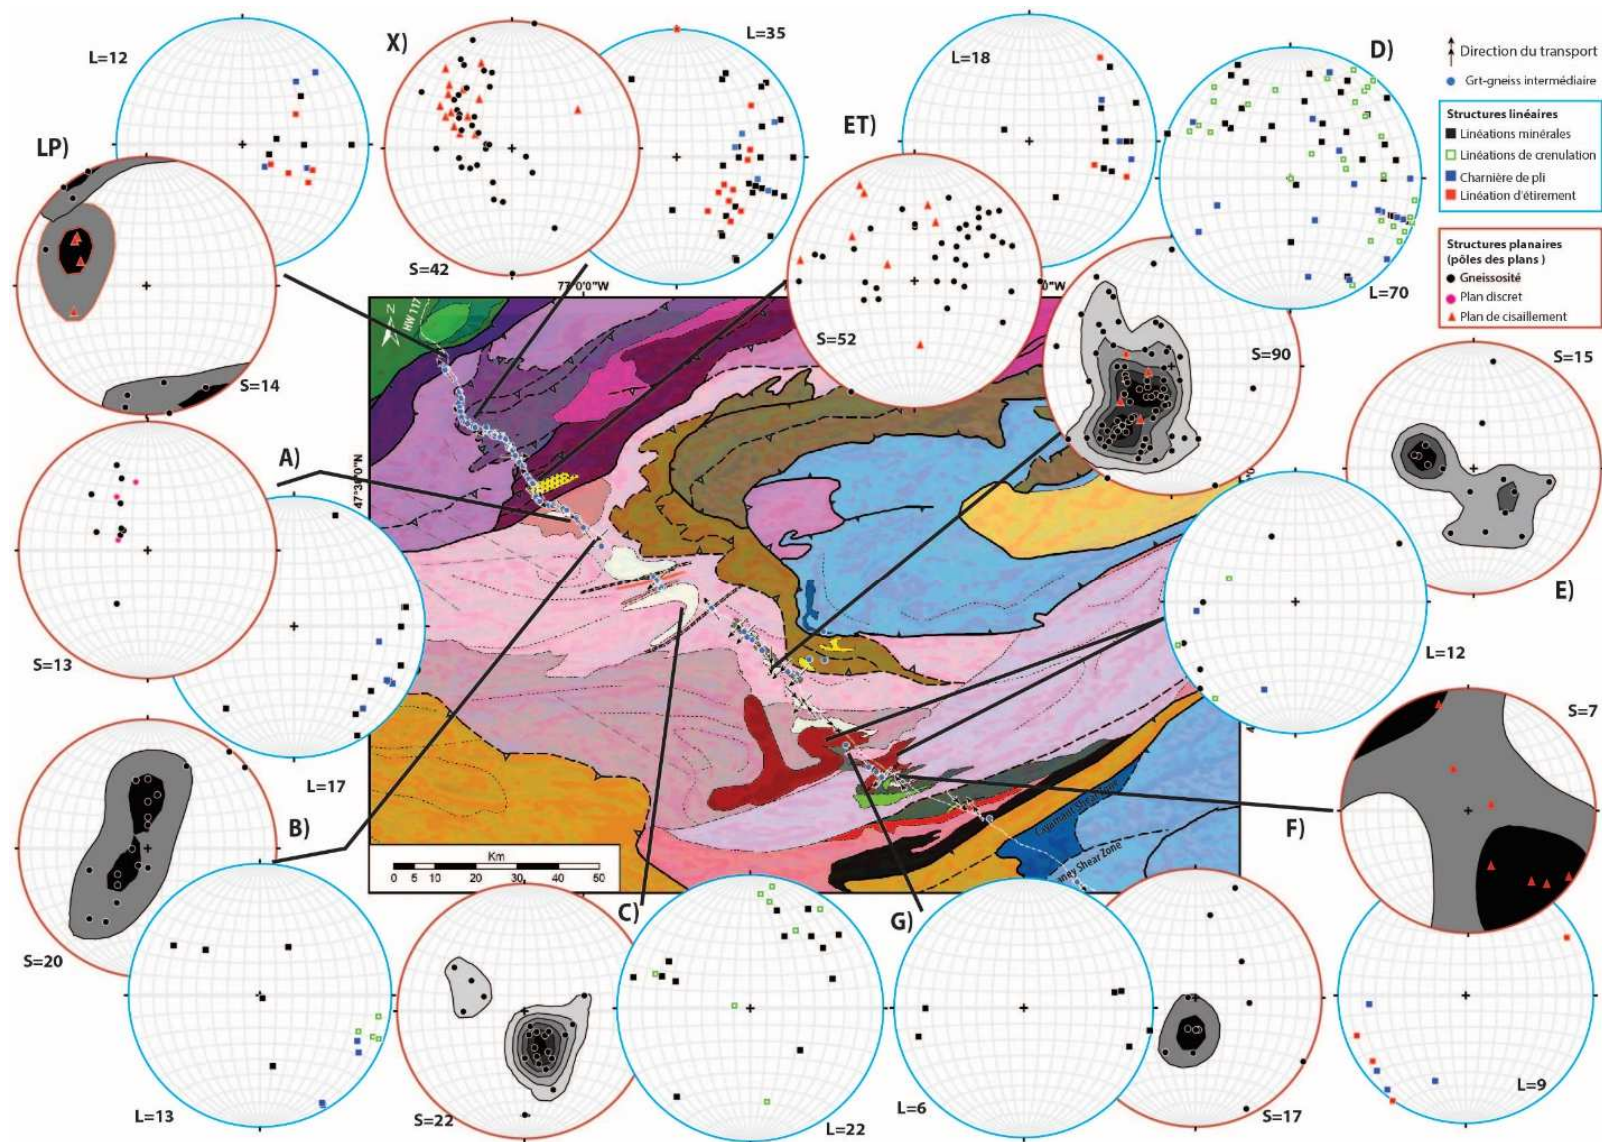 L=12
X)
L=35
L=18
D)
Direction du transport
Grt-gneiss intermédiaire
Structures linéaires
Linéations minérales
Linéations de crenulation
Charnière de pli
Linéation d'étirement
LP)
ET)
Structures planaires
(pôles des plans )
Gneissosité
Plan discret
Plan de cisaillement
S=42
77°0'0"W
L=70
HW 117
N
S=14
S=52
S=90
S=15
A)
47°30'0"N
E)
L=12
S=13
S=7
L=17
B)
F)
Km
0 5 10 20 30 40 50
Shear Zone
C)
G)
S=20
L=13
S=22
L=22
L=6
S=17
L=9